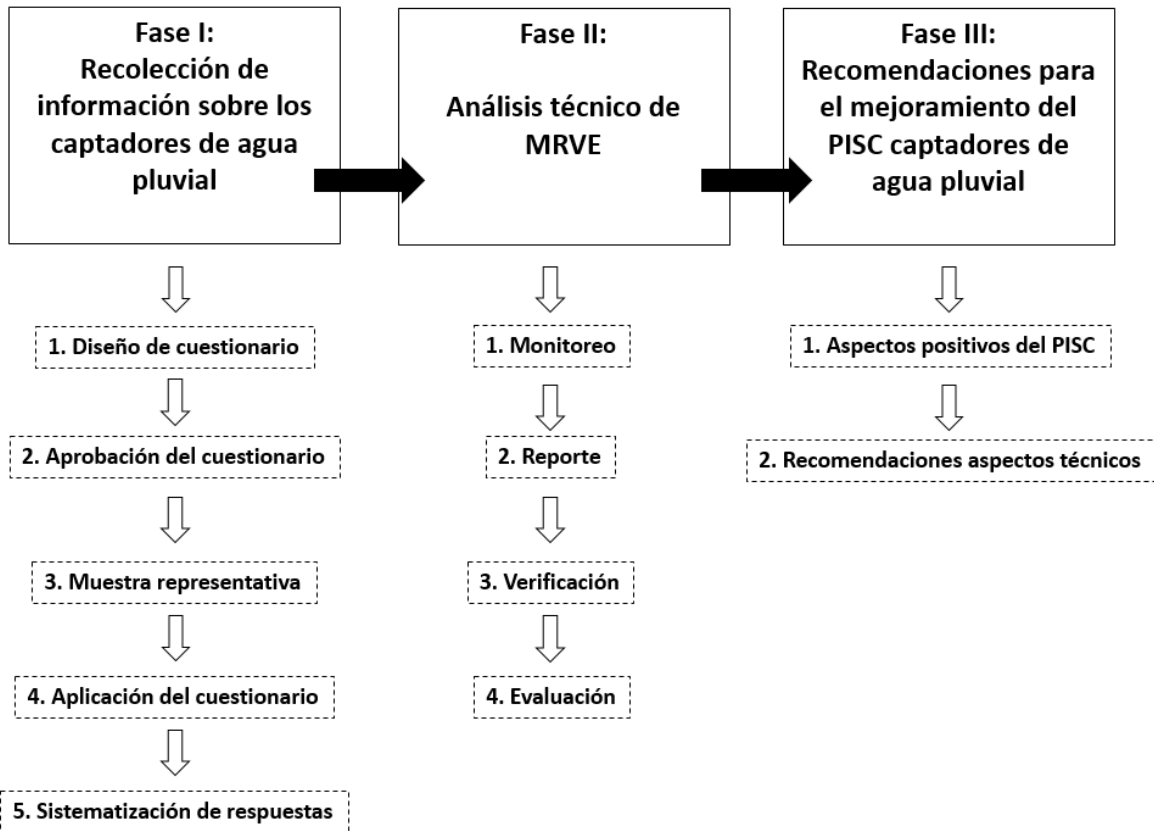 Fase I:
Recolección de
información sobre los
captadores de agua
pluvial
Fase II:
Análisis técnico de
MRVE
Fase III:
Recomendaciones para
el mejoramiento del
PISC captadores de
agua pluvial
1. Diseño de cuestionario
2. Aprobación del cuestionario
3. Muestra representativa
4. Aplicación del cuestionario
5. Sistematización de respuestas
1. Monitoreo
2. Reporte
3. Verificación
4. Evaluación
1. Aspectos positivos del PISC
2. Recomendaciones aspectos técnicos